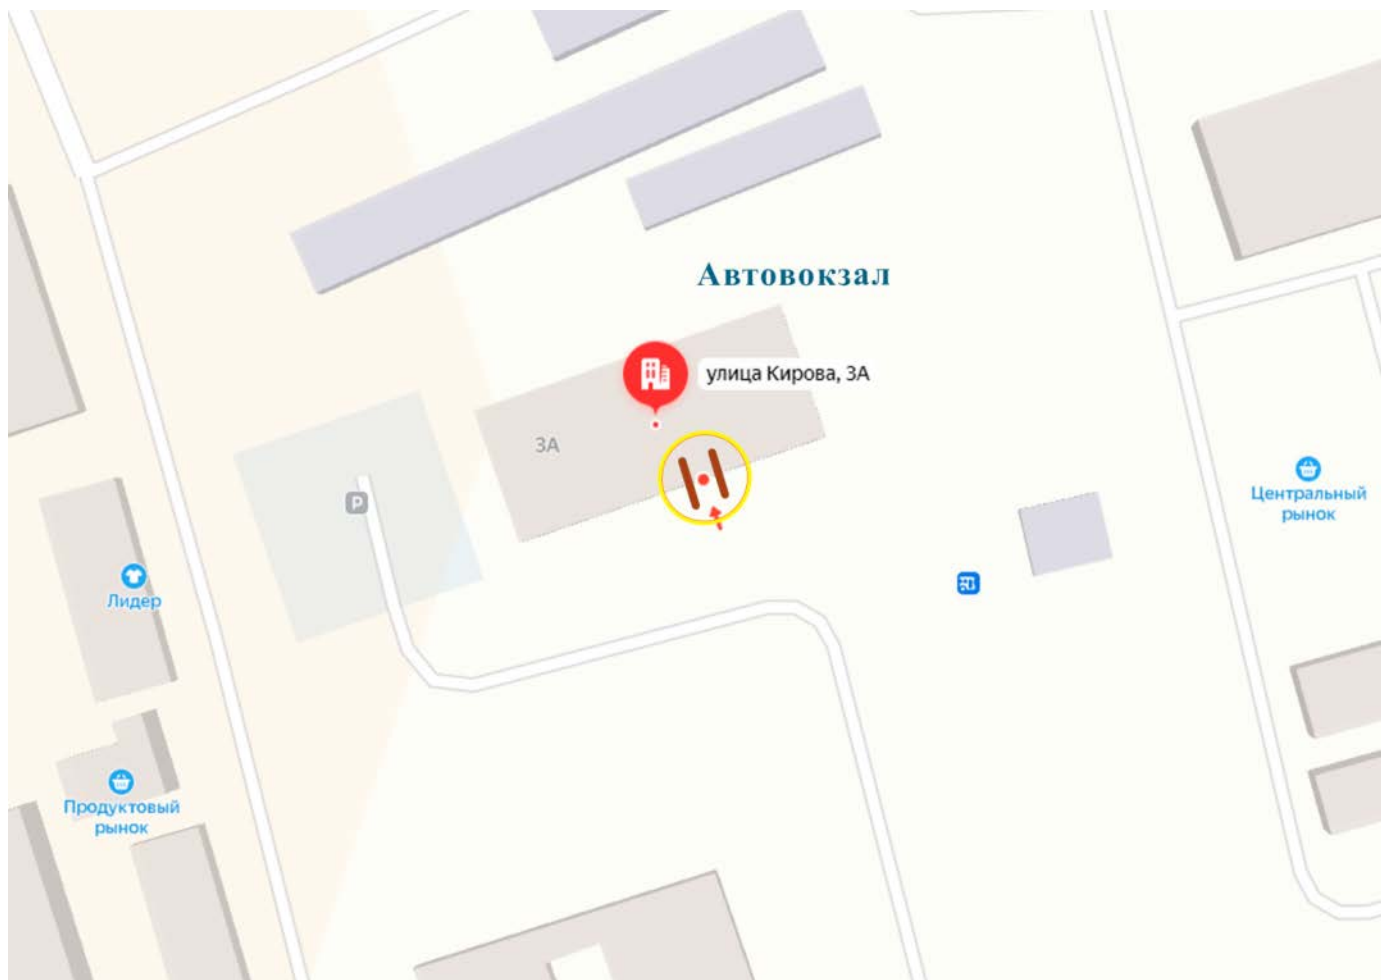 Автовокзал
улица Кирова, 3А
3А
P
Центральный
рынок
Лидер
Продуктовый
рынок